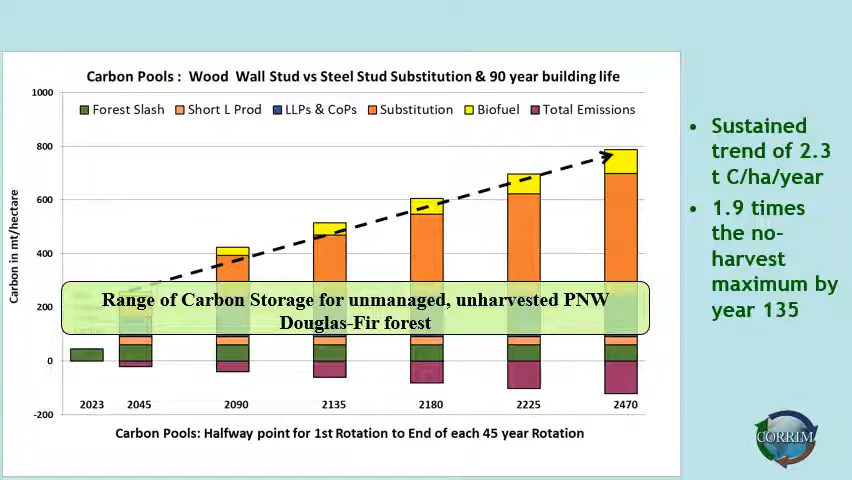 Carbon Pools : Wood Wall Stud vs Steel Stud Substitution & 90 year building life
1000
Forest Slash
Short L Prod
LLPs & CoPs
Substitution
Biofuel
Total Emissions
800
600
400
200
0
-200
Carbon in mt/hectare
Range of Carbon Storage for unmanaged, unharvested PNW
Douglas-Fir forest
2023
2045
2090
2135
2180
2225
2470
Carbon Pools: Halfway point for 1st Rotation to End of each 45 year Rotation
• Sustained
trend of 2.3
t C/ha/year
• 1.9 times
the no-
harvest
maximum by
year 135
CORRIM